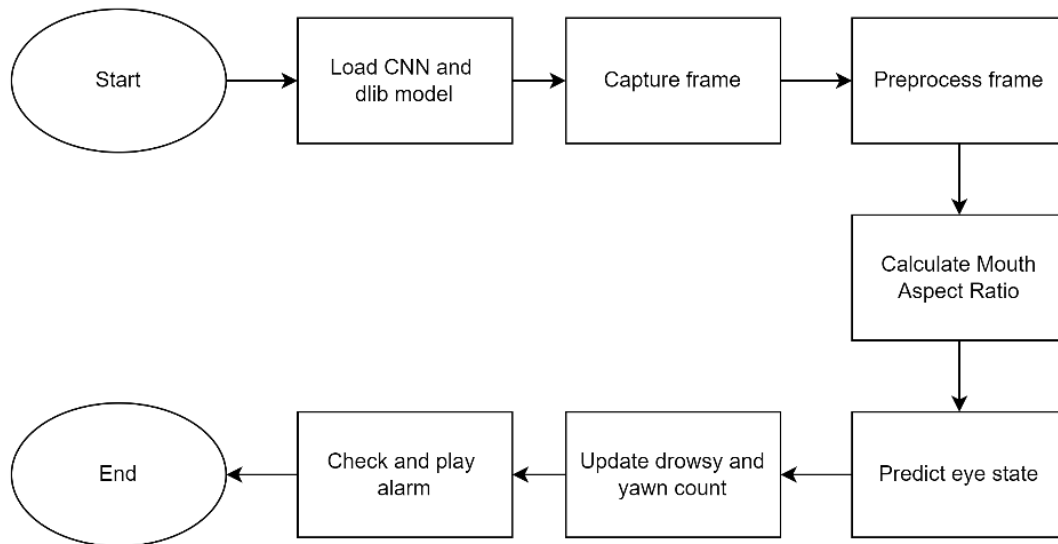 Start
Load CNN and
dlib model
Capture frame
Preprocess frame
Calculate Mouth
Aspect Ratio
Predict eye state
Update drowsy and
yawn count
Check and play
alarm
End